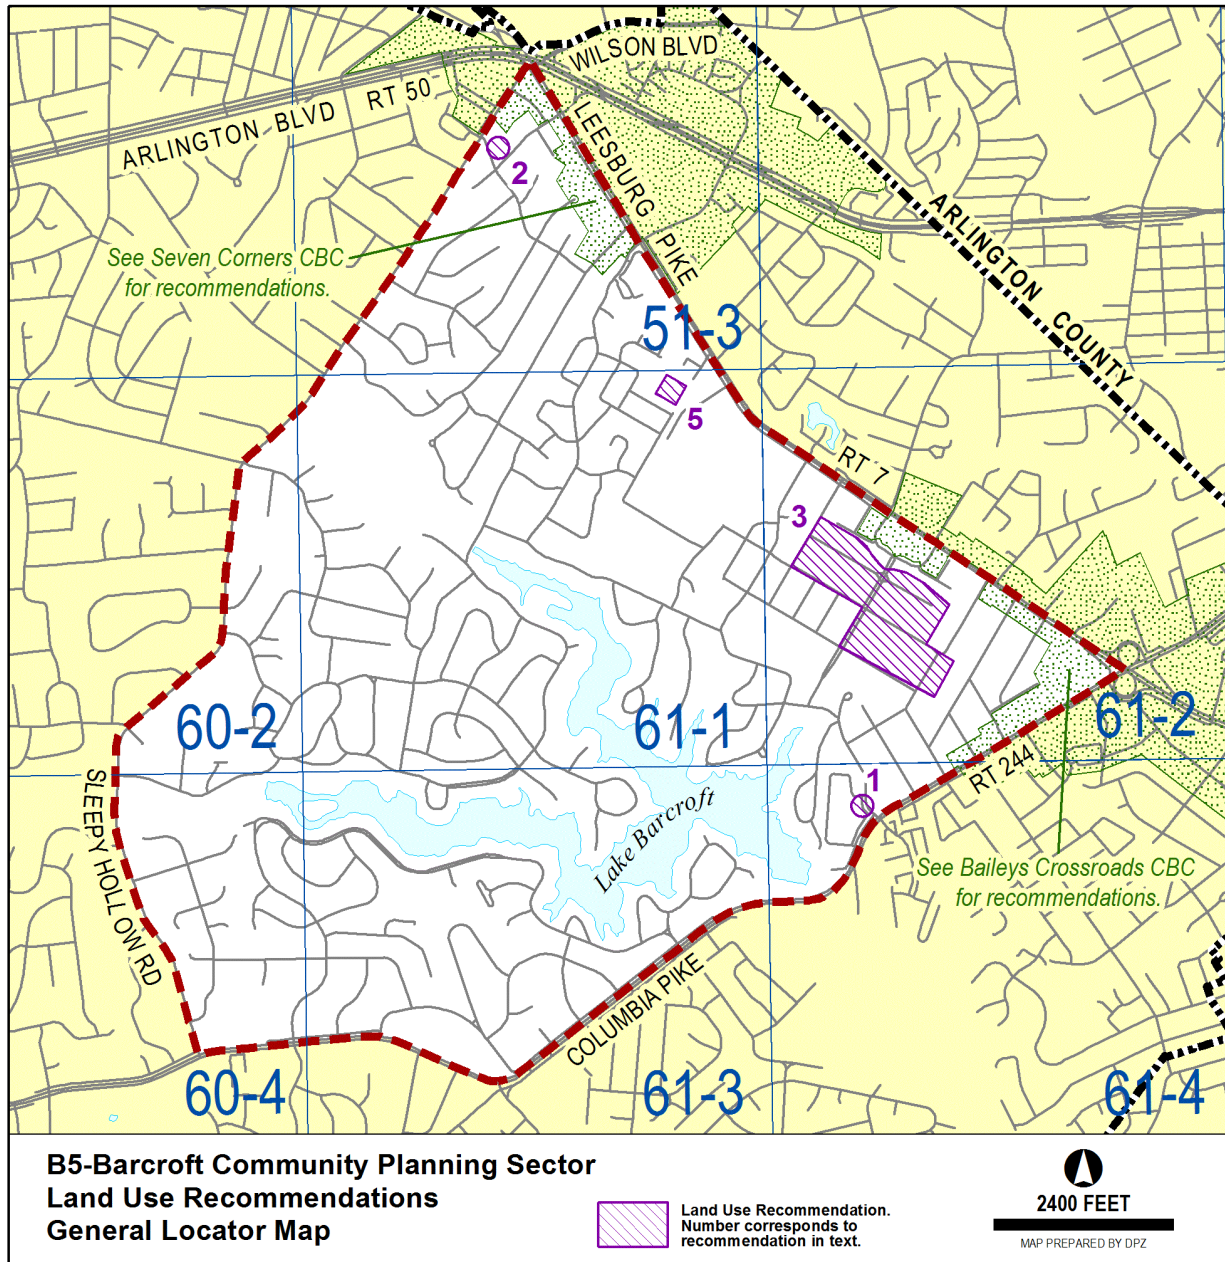 WILSON BLVD
ARLINGTON BLVD RT 50
LEESBURG PIKE
2
ARLINGTON COUNTY
See Seven Corners CBC
for recommendations.
51-3
5
RT 7
3
60-2
61-1
61-2
SLEEPY HOLLOW RD
Lake Barcroft
1
RT 244
See Baileys Crossroads CBC
for recommendations.
COLUMBIA PIKE
60-4
61-3
61-4
B5-Barcroft Community Planning Sector
Land Use Recommendations
General Locator Map
Land Use Recommendation.
Number corresponds to
recommendation in text.
2400 FEET
MAP PREPARED BY DPZ